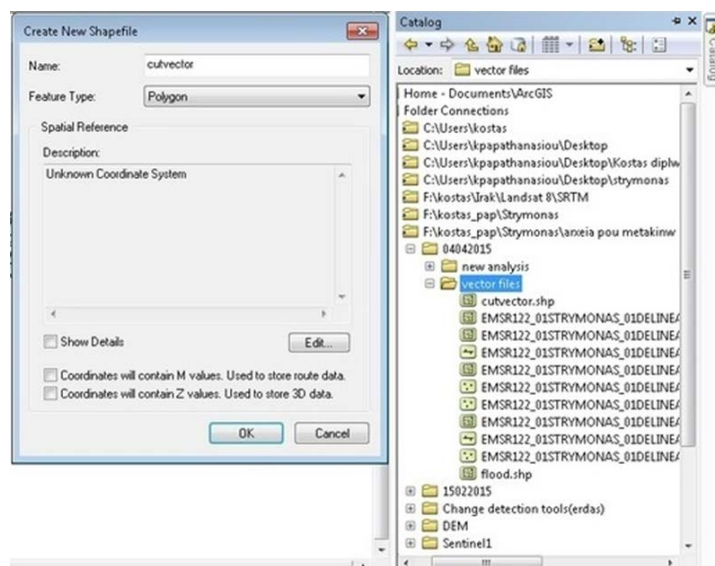 Create New Shapefile
Name:
cutvector
Feature Type:
Polygon
Spatial Reference
Description:
Unknown Coordinate System
Show Details
Edit...
Coordinates will contain M values. Used to store route data.
Coordinates will contain Z values. Used to store 3D data.
OK
Cancel
Catalog
Location:
vector files
Home - Documents\ArcGIS
Folder Connections
C:\Users\kostas
C:\Users\kpapathanasiou\Desktop
C:\Users\kpapathanasiou\Desktop\Kostas diplw
C:\Users\kpapathanasiou\Desktop\strymonas
F:\kostas\Irak\Landsat 8\SRTM
F:\kostas_pap\Strymonas
F:\kostas_pap\Strymonas\arxeia pou metakinw
04042015
new analysis
vector files
cutvector.shp
EMSR122_01STRYMONAS_01DELINEA
EMSR122_01STRYMONAS_01DELINEA
EMSR122_01STRYMONAS_01DELINEA
EMSR122_01STRYMONAS_01DELINEA
EMSR122_01STRYMONAS_01DELINEA
EMSR122_01STRYMONAS_01DELINEA
EMSR122_01STRYMONAS_01DELINEA
EMSR122_01STRYMONAS_01DELINEA
EMSR122_01STRYMONAS_01DELINEA
flood.shp
15022015
Change detection tools(erdas)
DEM
Sentinel1
Catalog